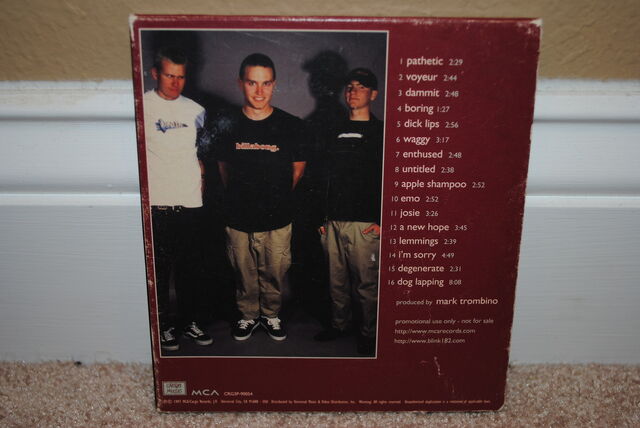 1 pathetic 2:29
2 voyeur 2:44
3 dammit 2:48
4 boring 1:27
5 dick lips 2:56
6 waggy 3:17
7 enthused 2:48
8 untitled 2:38
9 apple shampoo 2:52
10 emo 2:52
11 josie 3:26
12 a new hope 3:45
13 lemmings 2:39
14 i'm sorry 4:49
15 degenerate 2:31
16 dog lapping 8:08
produced by mark trombino
promotional use only - not for sale
http://www.mcarecords.com
http://www.blink182.com
billabong.
MCA CRGSP-90054